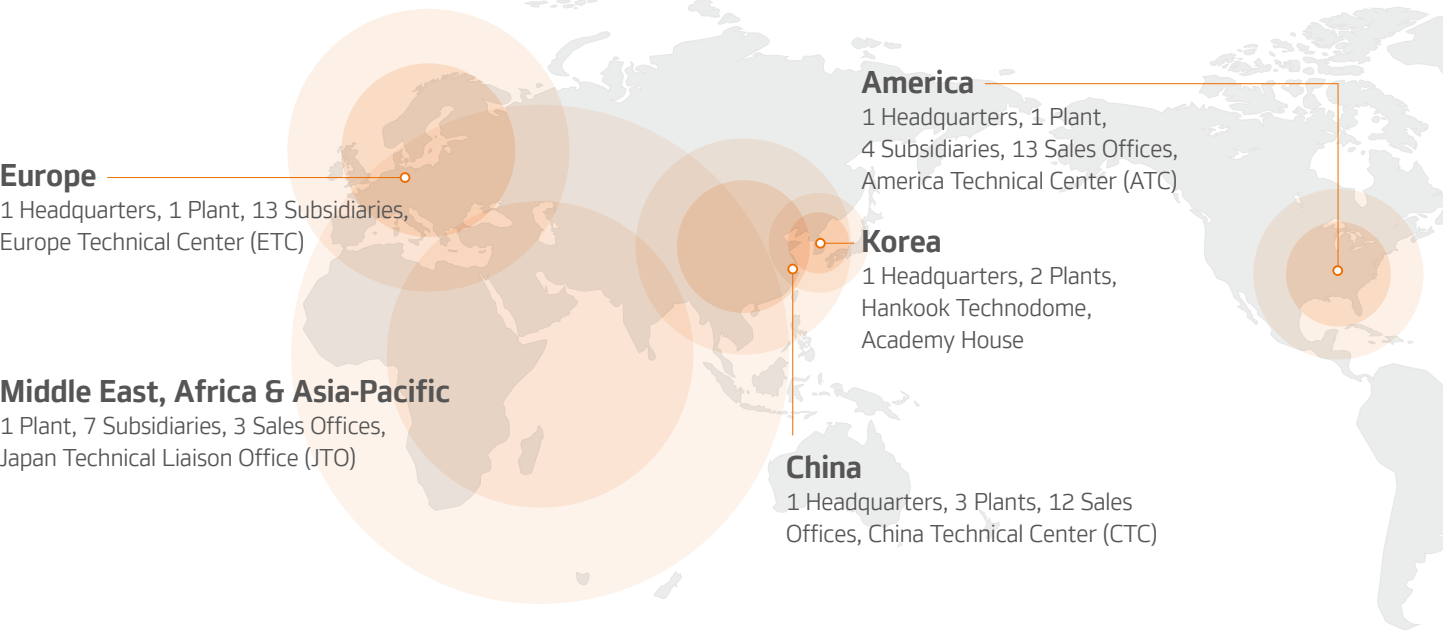 Europe
1 Headquarters, 1 Plant, 13 Subsidiaries,
Europe Technical Center (ETC)
Middle East, Africa & Asia-Pacific
1 Plant, 7 Subsidiaries, 3 Sales Offices,
Japan Technical Liaison Office (JTO)
America
1 Headquarters, 1 Plant,
4 Subsidiaries, 13 Sales Offices,
America Technical Center (ATC)
Korea
1 Headquarters, 2 Plants,
Hankook Technodome,
Academy House
China
1 Headquarters, 3 Plants, 12 Sales
Offices, China Technical Center (CTC)